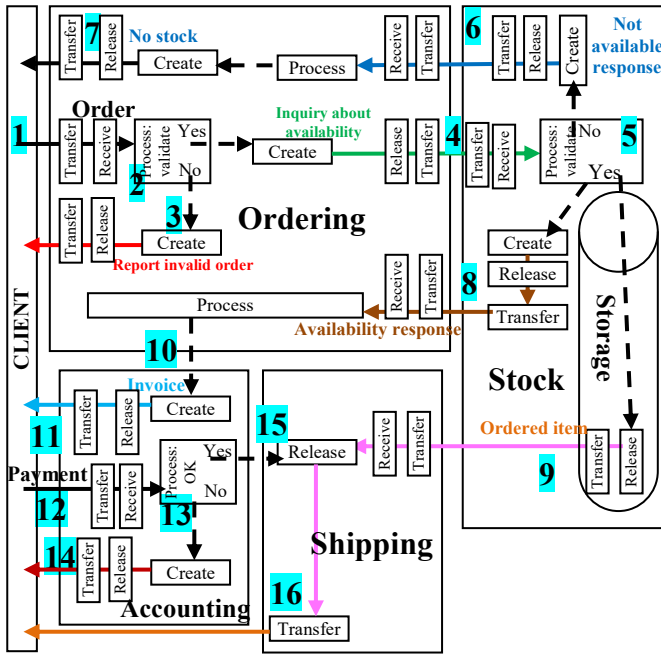 7
No stock
Transfer
Release
Create
Process
Receive
Transfer
6
Transfer
Release
Create
Not
available
response
1
Order
Transfer
Receive
Process:
validate
Yes
No
2
Inquiry about
availability
Create
Release
Transfer
4
Transfer
Receive
Process:
validate
No
Yes
5
3
Transfer
Release
Create
Report invalid order
Ordering
Create
Release
Transfer
8
Process
Receive
Transfer
Availability response
Storage
Stock
CLIENT
10
Invoice
11
Transfer
Release
Create
15
Release
Receive
Transfer
Ordered item
9
Transfer
Release
Payment
12
Transfer
Receive
Process:
OK
Yes
No
13
14
Transfer
Release
Create
Accounting
Shipping
16
Transfer